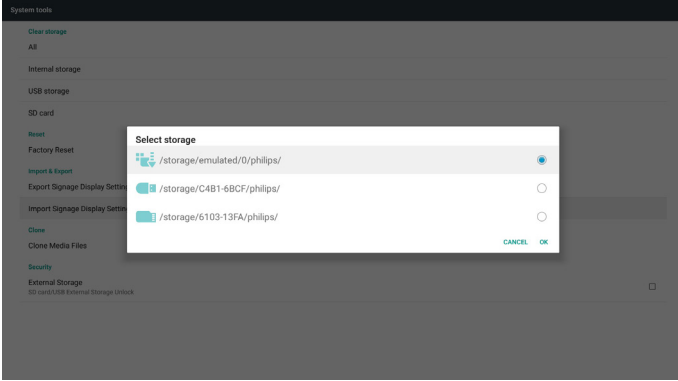 System tools
Clear storage
All
Internal storage
USB storage
SD card
Reset
Factory Reset
Import & Export
Export Signage Display Settin
Import Signage Display Settin
Clone
Clone Media Files
Security
External Storage
SD card/USB External Storage Unlock
Select storage
/storage/emulated/0/philips/
/storage/C4B1-6BCF/philips/
/storage/6103-13FA/philips/
CANCEL OK